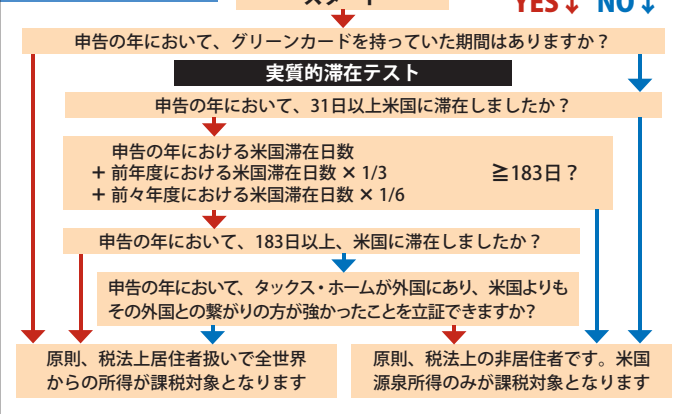 YES↓ NO↓
申告の年において、グリーンカードを持っていた期間はありますか？
実質的滞在テスト
申告の年において、31日以上米国に滞在しましたか？
申告の年における米国滞在日数
＋ 前年度における米国滞在日数 × 1/3
＋ 前々年度における米国滞在日数 × 1/6
≧183日？
申告の年において、183日以上、米国に滞在しましたか？
申告の年において、タックス・ホームが外国にあり、米国よりも
その外国との繋がりの方が強かったことを立証できますか？
原則、税法上居住者扱いで全世界
からの所得が課税対象となります
原則、税法上の非居住者です。米国
源泉所得のみが課税対象となります